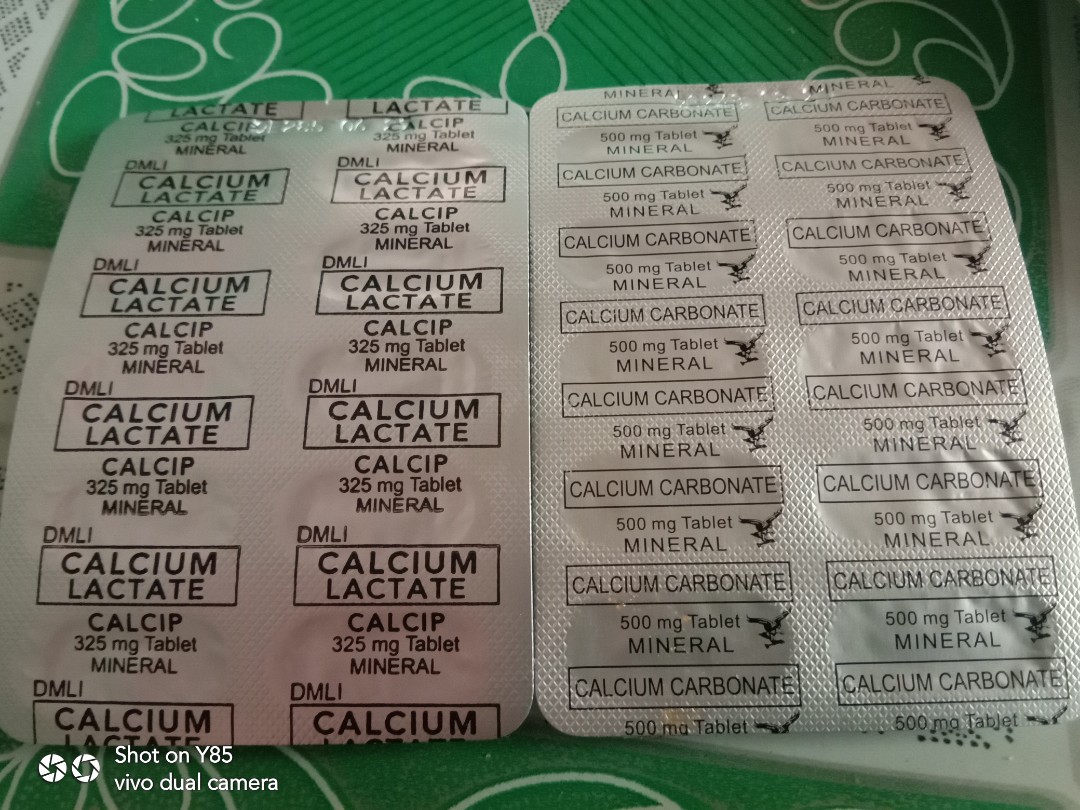 LACTATE LACTATE
CALCIP CALCIP
325 mg Tablet 325 mg Tablet
MINERAL MINERAL
DMLI DMLI
CALCIUM CALCIUM
LACTATE LACTATE
CALCIP CALCIP
325 mg Tablet 325 mg Tablet
MINERAL MINERAL
DMLI DMLI
CALCIUM CALCIUM
LACTATE LACTATE
CALCIP CALCIP
325 mg Tablet 325 mg Tablet
MINERAL MINERAL
DMLI DMLI
CALCIUM CALCIUM
LACTATE LACTATE
CALCIP CALCIP
325 mg Tablet 325 mg Tablet
MINERAL MINERAL
DMLI DMLI
CALCIUM CALCIUM
LACTATE LACTATE
CALCIP CALCIP
325 mg Tablet 325 mg Tablet
MINERAL MINERAL
DMLI DMLI
CALCIUM CALCIUM
LACTATE LACTATE
MINERAL MINERAL
CALCIUM CARBONATE CALCIUM CARBONATE
500 mg Tablet 500 mg Tablet
MINERAL MINERAL
CALCIUM CARBONATE CALCIUM CARBONATE
500 mg Tablet 500 mg Tablet
MINERAL MINERAL
CALCIUM CARBONATE CALCIUM CARBONATE
500 mg Tablet 500 mg Tablet
MINERAL MINERAL
CALCIUM CARBONATE CALCIUM CARBONATE
500 mg Tablet 500 mg Tablet
MINERAL MINERAL
CALCIUM CARBONATE CALCIUM CARBONATE
500 mg Tablet 500 mg Tablet
MINERAL MINERAL
CALCIUM CARBONATE CALCIUM CARBONATE
500 mg Tablet 500 mg Tablet
MINERAL MINERAL
CALCIUM CARBONATE CALCIUM CARBONATE
500 mg Tablet 500 mg Tablet
MINERAL MINERAL
CALCIUM CARBONATE CALCIUM CARBONATE
500 mg Tablet 500 mg Tablet
Shot on Y85
vivo dual camera